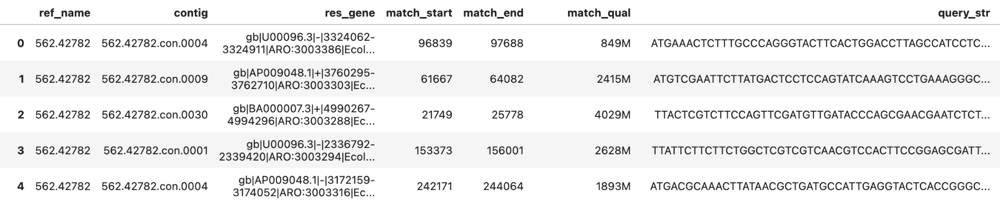 ref_name contig res_gene match_start match_end match_qual query_str
0 562.42782 562.42782.con.0004 gb|U00096.3|-|3324062-
3324911|ARO:3003386|Ecol... 96839 97688 849M ATGAAACTCTTTGCCCAGGGTACTTCACTGGACCTTAGCCATCCTC...
1 562.42782 562.42782.con.0009 gb|AP009048.1|+|3760295-
3762710|ARO:3003303|Ec... 61667 64082 2415M ATGTCGAATTCTTATGACTCCTCCAGTATCAAAGTCCTGAAAGGGC...
2 562.42782 562.42782.con.0030 gb|BA000007.3|+|4990267-
4994296|ARO:3003288|Ec... 21749 25778 4029M TTACTCGTCTTCCAGTTCGATGTTGATACCCAGCGAACGAATCTCT...
3 562.42782 562.42782.con.0001 gb|U00096.3|-|2336792-
2339420|ARO:3003294|Ecol... 153373 156001 2628M TTATTCTTCTTCTGGCTCGTCGTCAACGTCCACTTCCGGAGCGATT...
4 562.42782 562.42782.con.0004 gb|AP009048.1|-|3172159-
3174052|ARO:3003316|Ec... 242171 244064 1893M ATGACGCAAACTTATAACGCTGATGCCATTGAGGTACTCACCGGGC...